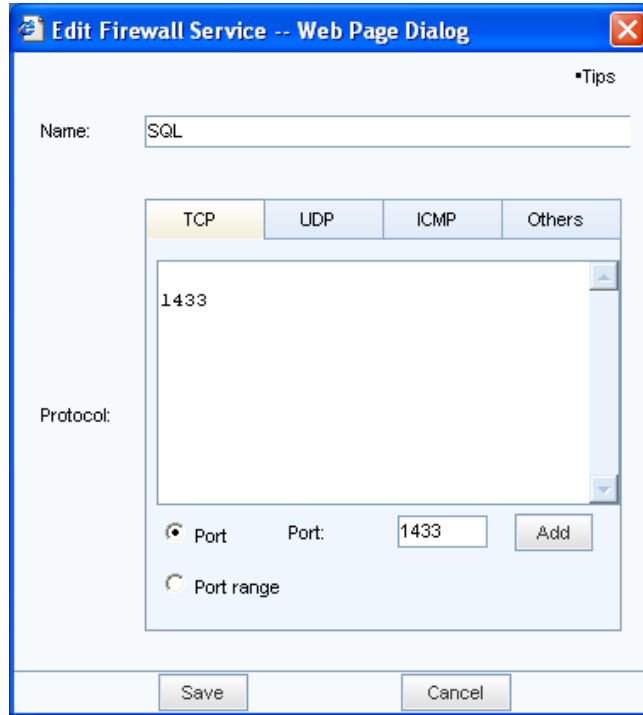 Edit Firewall Service -- Web Page Dialog
▪Tips
Name: SQL
TCP UDP ICMP Others
1433
Protocol:
Port Port: 1433 Add
Port range
Save Cancel